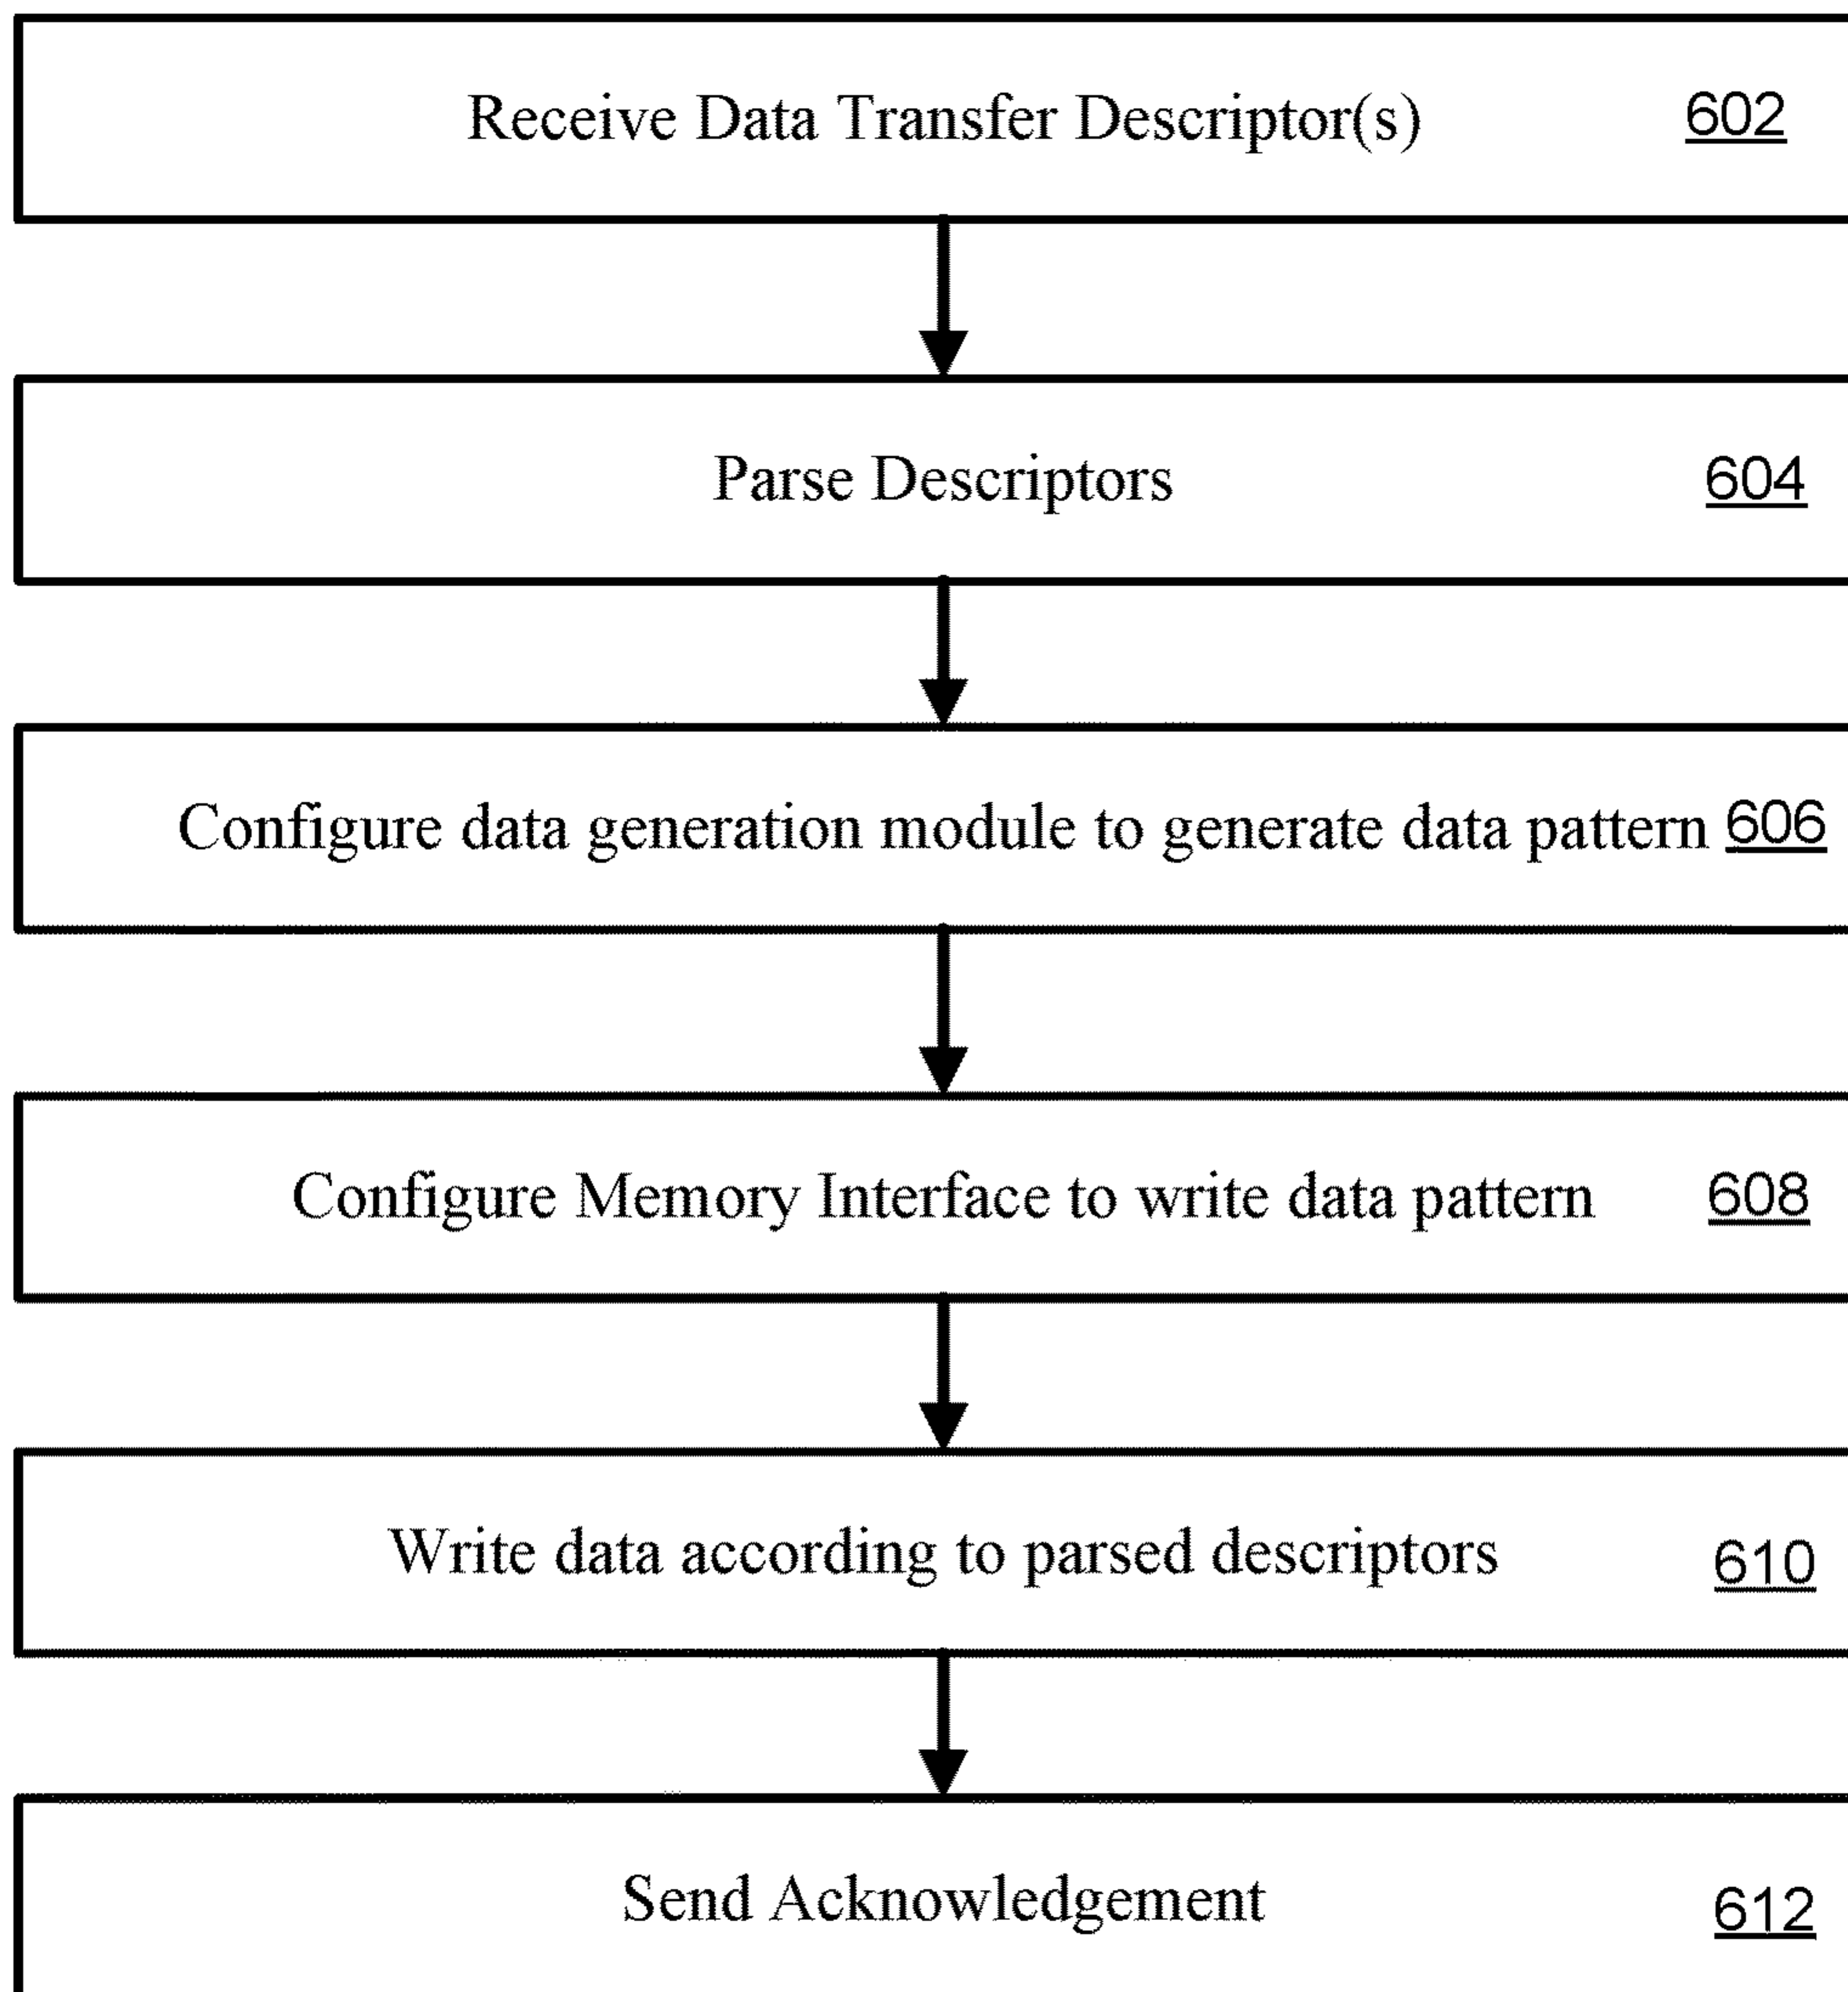 Receive Data Transfer Descriptor(s) 602
Parse Descriptors 604
Configure data generation module to generate data pattern 606
Configure Memory Interface to write data pattern 608
Write data according to parsed descriptors 610
Send Acknowledgement 612